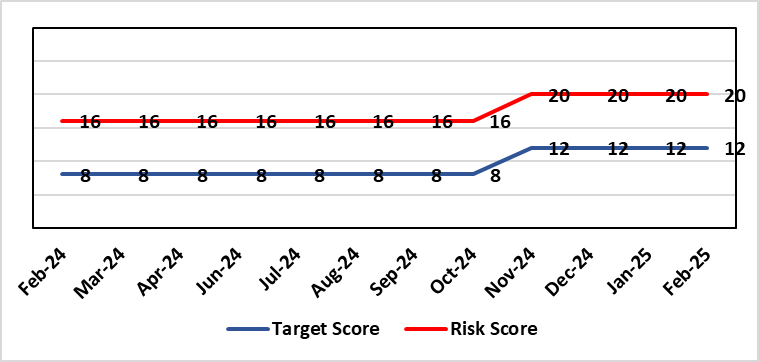 20 20 20 20
16 16 16 16 16 16 16 16
12 12 12 12
8 8 8 8 8 8 8 8
Feb-24 Mar-24 Apr-24 Jun-24 Jul-24 Aug-24 Sep-24 Oct-24 Nov-24 Dec-24 Jan-25 Feb-25
Target Score Risk Score